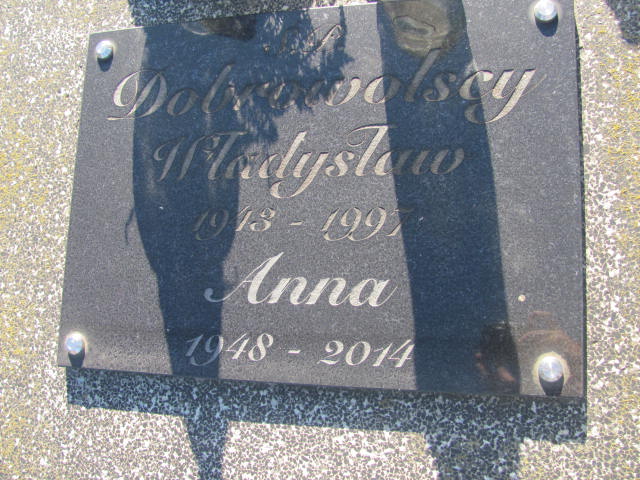 Dobrowolscy
Władysław
1943 - 1997
Anna
1948 - 2014